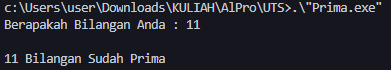 c:\Users\user\Downloads\KULIAH\AlPro\UTS>.\"Prima.exe"
Berapakah Bilangan Anda : 11
11 Bilangan Sudah Prima